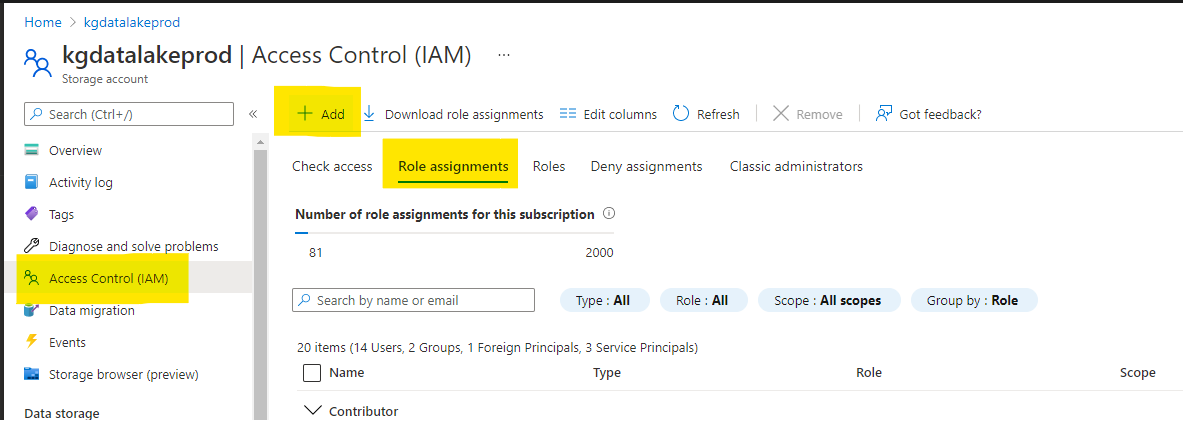 Home > kgdatalakeprod
kgdatalakeprod | Access Control (IAM) ...
Storage account
Search (Ctrl+/) «
+ Add Download role assignments Edit columns Refresh Remove Got feedback?
Overview
Activity log
Tags
Diagnose and solve problems
Access Control (IAM)
Data migration
Events
Storage browser (preview)
Data storage
Check access Role assignments Roles Deny assignments Classic administrators
Number of role assignments for this subscription
81 2000
Search by name or email Type : All Role : All Scope : All scopes Group by : Role
20 items (14 Users, 2 Groups, 1 Foreign Principals, 3 Service Principals)
Name Type Role Scope
Contributor